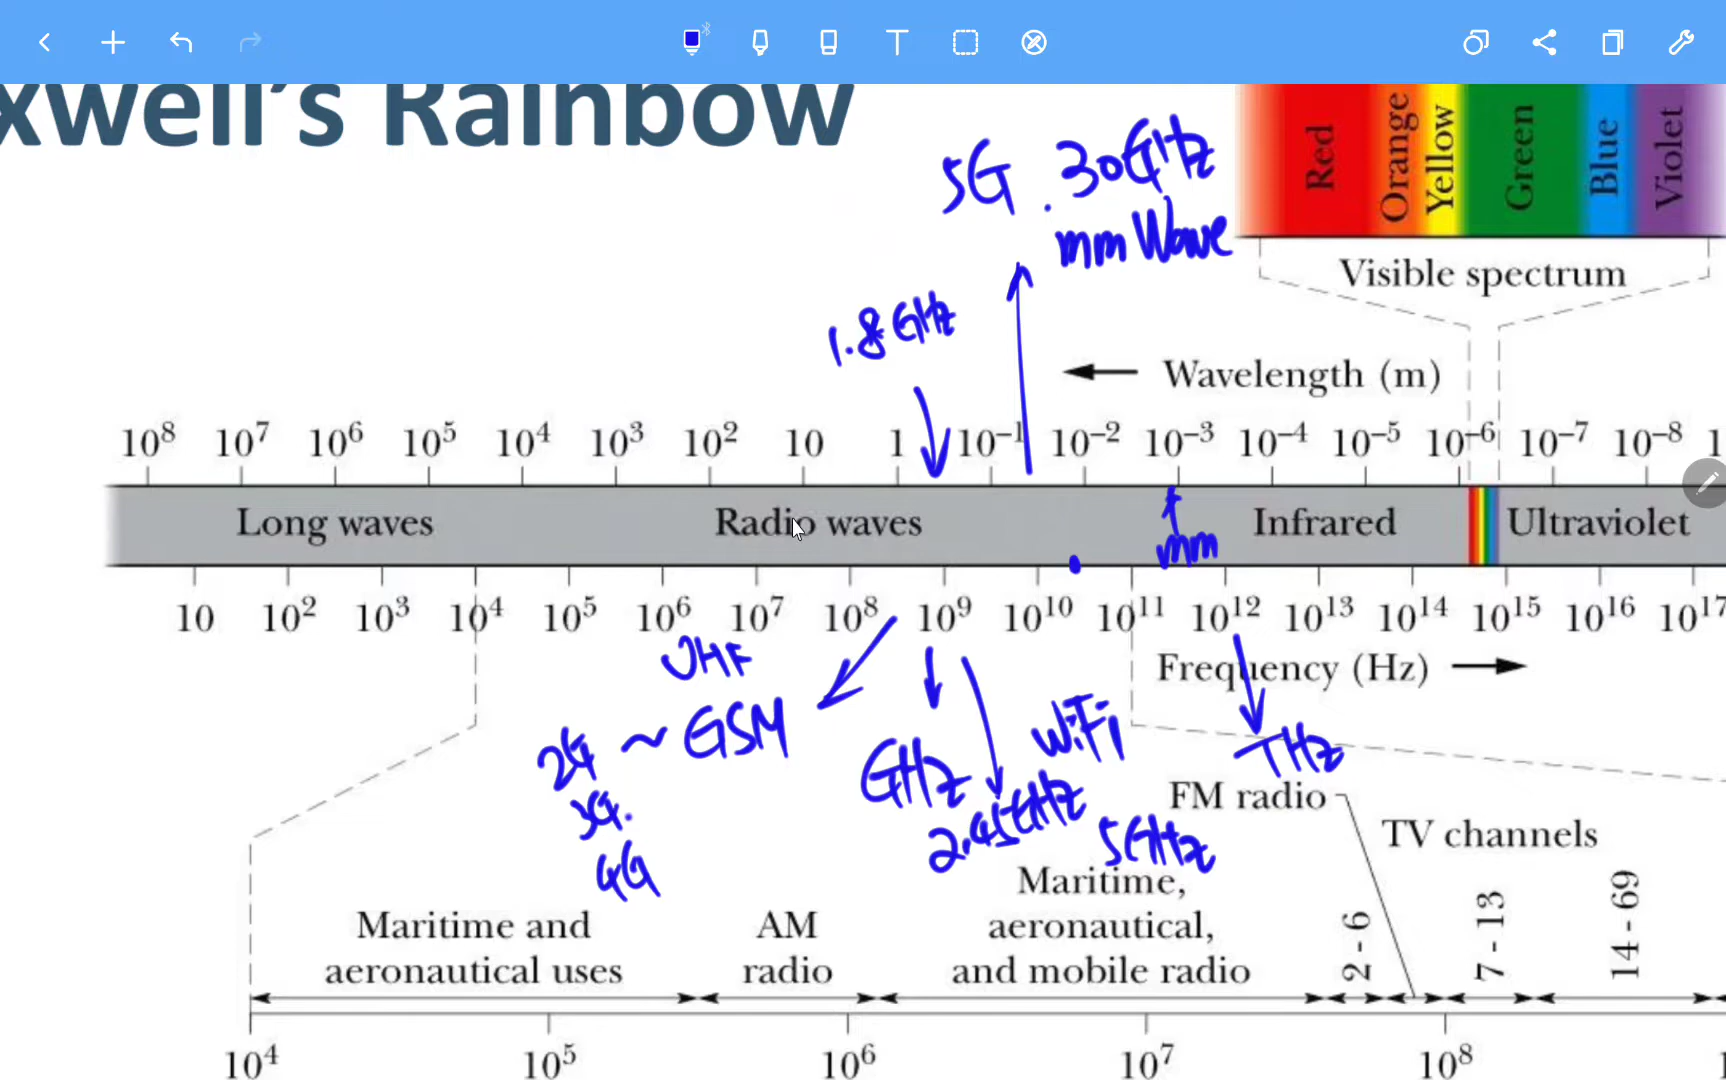 xwell's Rainbow
5G . 30GHz
mm Wave
1.8 GHz
Red
Orange
Yellow
Green
Blue
Violet
Visible spectrum
Wavelength (m)
10⁸ 10⁷ 10⁶ 10⁵ 10⁴ 10³ 10² 10 1 10⁻¹ 10⁻² 10⁻³ 10⁻⁴ 10⁻⁵ 10⁻⁶ 10⁻⁷ 10⁻⁸ 1
Long waves Radio waves Infrared Ultraviolet
mm
10 10² 10³ 10⁴ 10⁵ 10⁶ 10⁷ 10⁸ 10⁹ 10¹⁰ 10¹¹ 10¹² 10¹³ 10¹⁴ 10¹⁵ 10¹⁶ 10¹⁷
Frequency (Hz)
UHF
2G ~ GSM
3G.
4G
GHz
WiFi
2.45GHz
5GHz
THz
FM radio
TV channels
2 - 6
7 - 13
14 - 69
Maritime and
aeronautical uses
AM
radio
Maritime,
aeronautical,
and mobile radio
10⁴ 10⁵ 10⁶ 10⁷ 10⁸